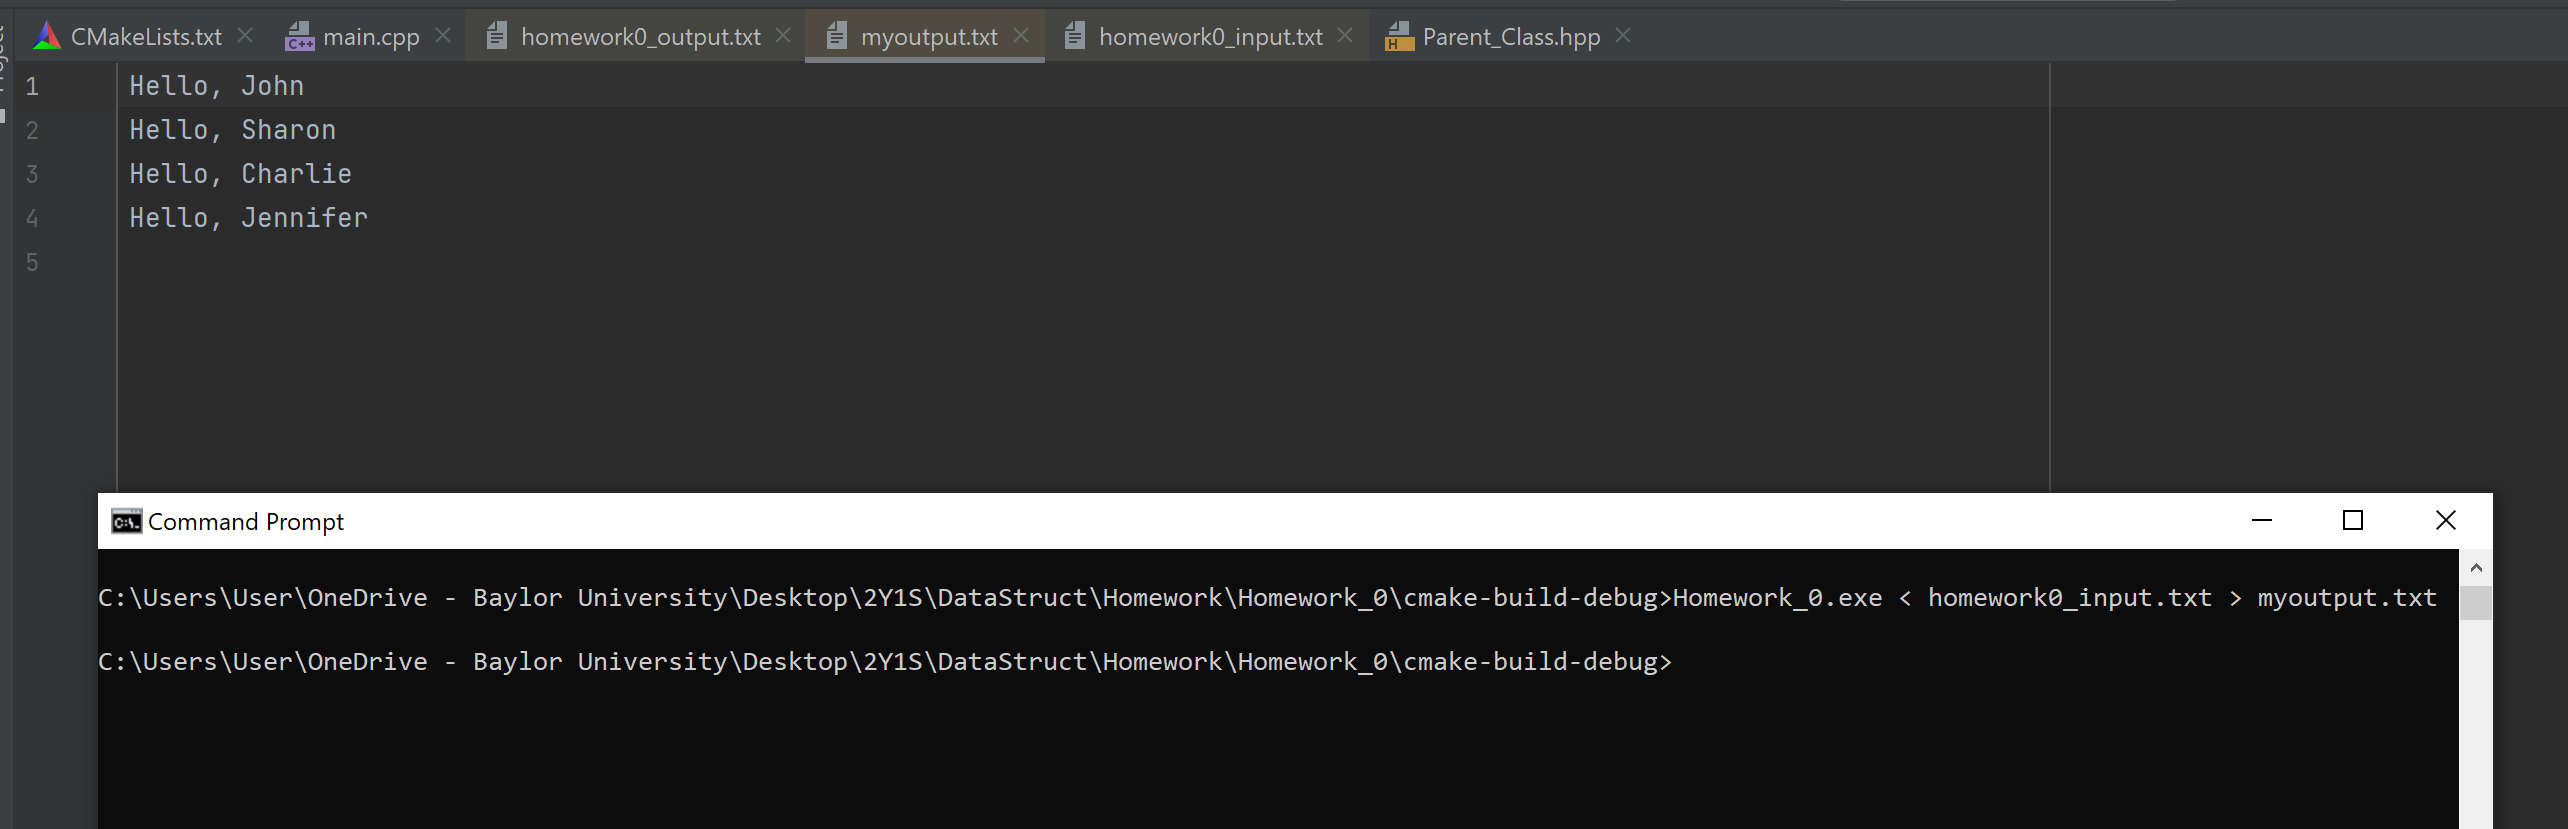 CMakeLists.txt main.cpp homework0_output.txt myoutput.txt homework0_input.txt Parent_Class.hpp
1 Hello, John
2 Hello, Sharon
3 Hello, Charlie
4 Hello, Jennifer
5
Command Prompt
C:\Users\User\OneDrive - Baylor University\Desktop\2Y1S\DataStruct\Homework\Homework_0\cmake-build-debug>Homework_0.exe < homework0_input.txt > myoutput.txt
C:\Users\User\OneDrive - Baylor University\Desktop\2Y1S\DataStruct\Homework\Homework_0\cmake-build-debug>